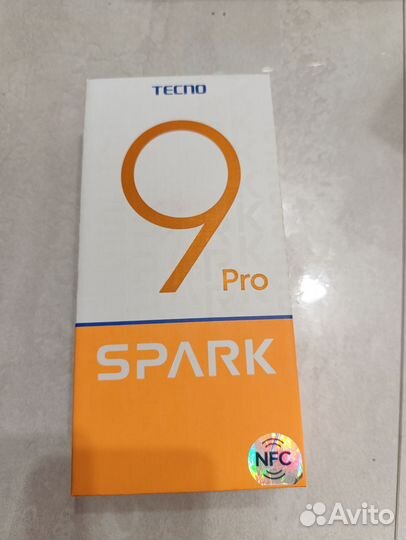 TECNO
9
Pro
SPARK
NFC
Avito